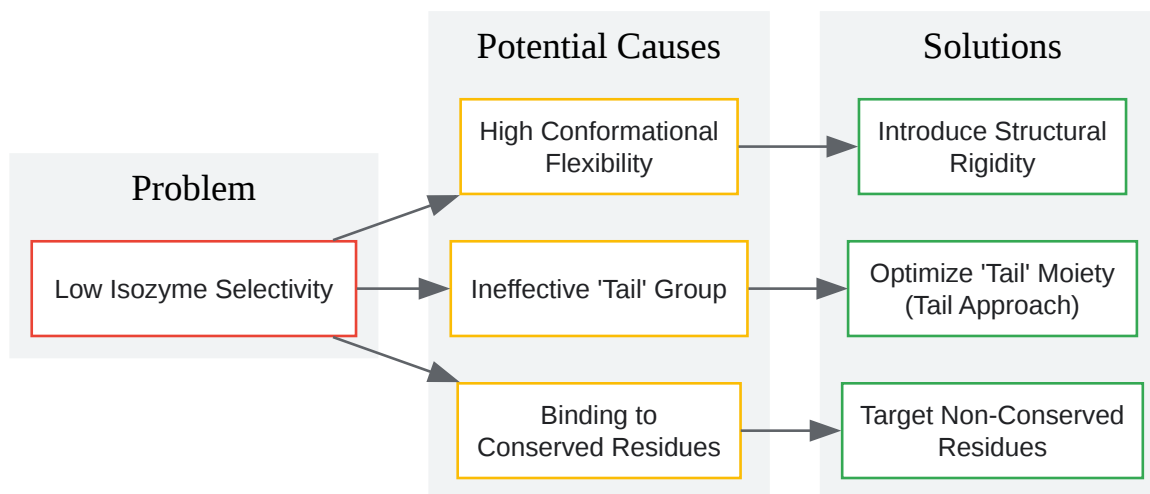 Problem
Low Isozyme Selectivity
Potential Causes
High Conformational
Flexibility
Ineffective 'Tail' Group
Binding to
Conserved Residues
Solutions
Introduce Structural
Rigidity
Optimize 'Tail' Moiety
(Tail Approach)
Target Non-Conserved
Residues